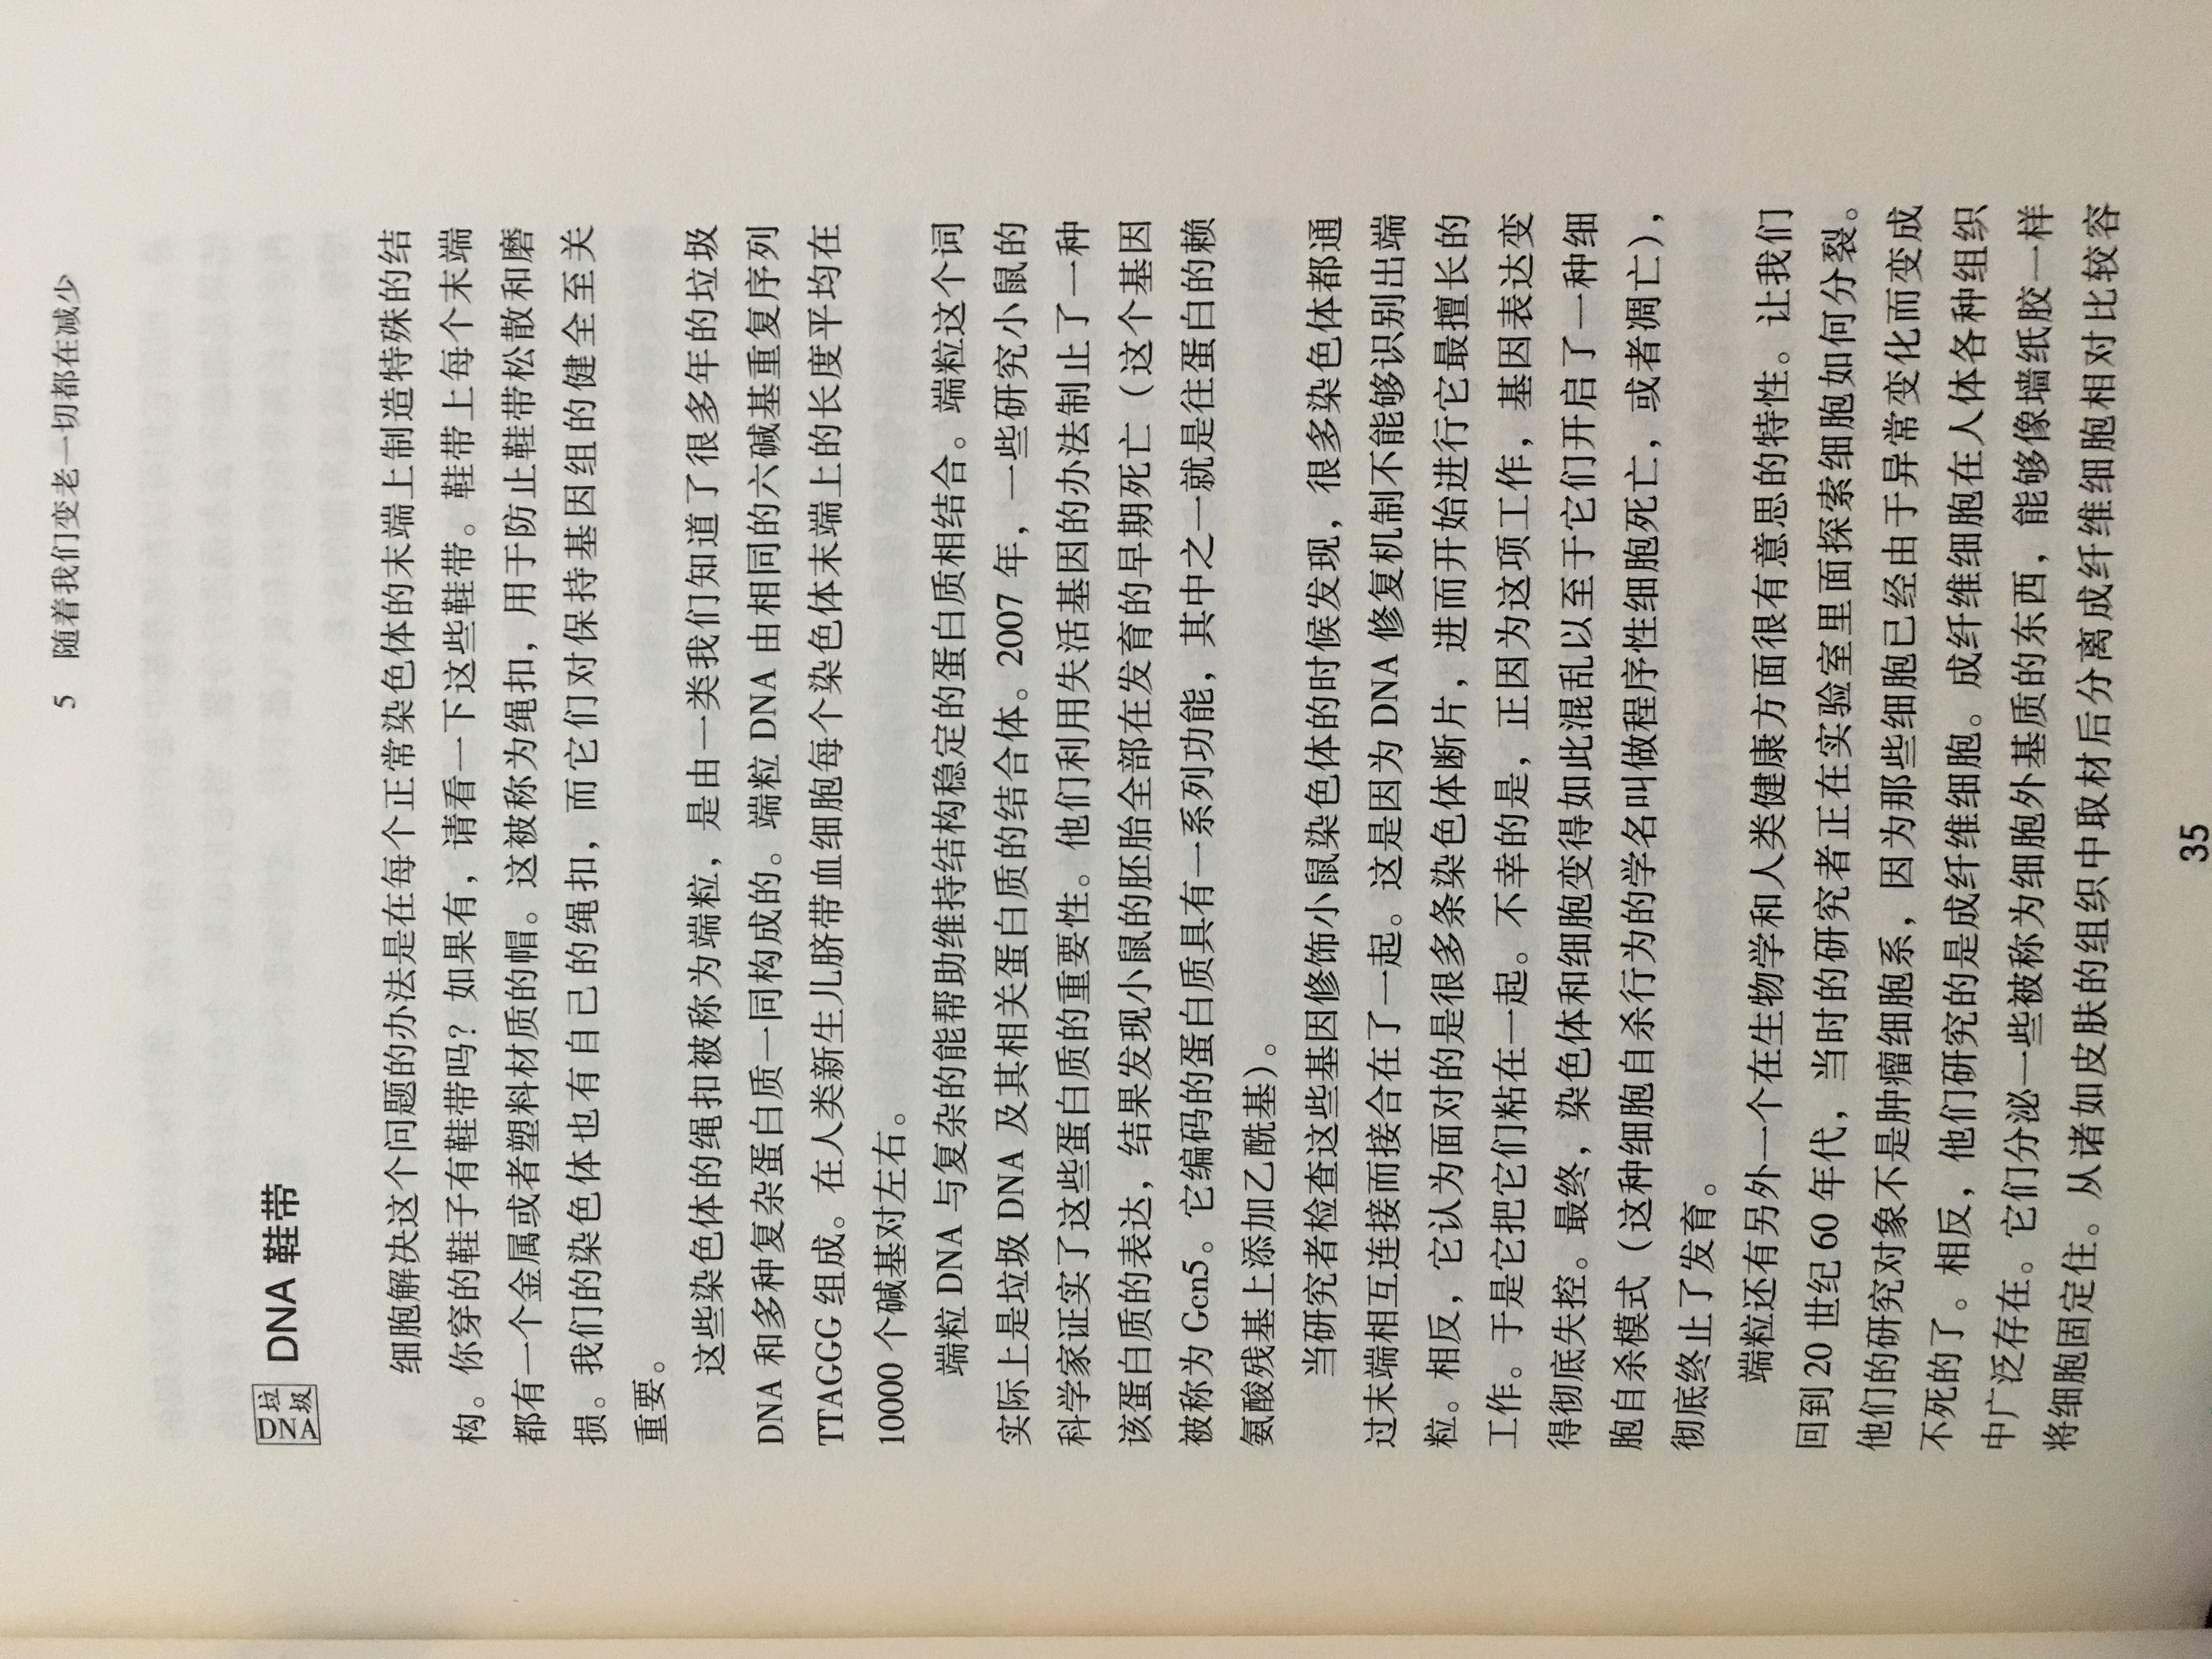 5 随着我们变老一切都在减少
垃圾DNA DNA 鞋带
细胞解决这个问题的办法是在每个正常染色体的末端上制造特殊的结
构。你穿的鞋子有鞋带吗？如果有，请看一下这些鞋带。鞋带上每个末端
都有一个金属或者塑料材质的帽。这被称为绳扣，用于防止鞋带松散和磨
损。我们的染色体也有自己的绳扣，而它们对保持基因组的健全至关
重要。
这些染色体的绳扣被称为端粒，是由一类我们知道了很多年的垃圾
DNA 和多种复杂蛋白质一同构成的。端粒 DNA 由相同的六碱基重复序列
TTAGGG 组成。在人类新生儿脐带血细胞每个染色体末端上的长度平均在
10000 个碱基对左右。
端粒 DNA 与复杂的能帮助维持结构稳定的蛋白质相结合。端粒这个词
实际上是垃圾 DNA 及其相关蛋白质的结合体。2007 年，一些研究小鼠的
科学家证实了这些蛋白质的重要性。他们利用失活基因的办法制止了一种
该蛋白质的表达，结果发现小鼠的胚胎全部在发育的早期死亡（这个基因
被称为 Gcn5。它编码的蛋白质具有一系列功能，其中之一就是往蛋白的赖
氨酸残基上添加乙酰基）。
当研究者检查这些基因修饰小鼠染色体的时候发现，很多染色体都通
过末端相互连接而接合在了一起。这是因为 DNA 修复机制不能够识别出端
粒。相反，它认为面对的是很多条染色体断片，进而开始进行它最擅长的
工作。于是它把它们粘在一起。不幸的是，正因为这项工作，基因表达变
得彻底失控。最终，染色体和细胞变得如此混乱以至于它们开启了一种细
胞自杀模式（这种细胞自杀行为的学名叫做程序性细胞死亡，或者凋亡），
彻底终止了发育。
端粒还有另外一个在生物学和人类健康方面很有意思的特性。让我们
回到 20 世纪 60 年代，当时的研究者正在实验室里面探索细胞如何分裂。
他们的研究对象不是肿瘤细胞系，因为那些细胞已经由于异常变化而变成
不死的了。相反，他们研究的是成纤维细胞。成纤维细胞在人体各种组织
中广泛存在。它们分泌一些被称为细胞外基质的东西，能够像墙纸胶一样
将细胞固定住。从诸如皮肤的组织中取材后分离成纤维细胞相对比较容
35